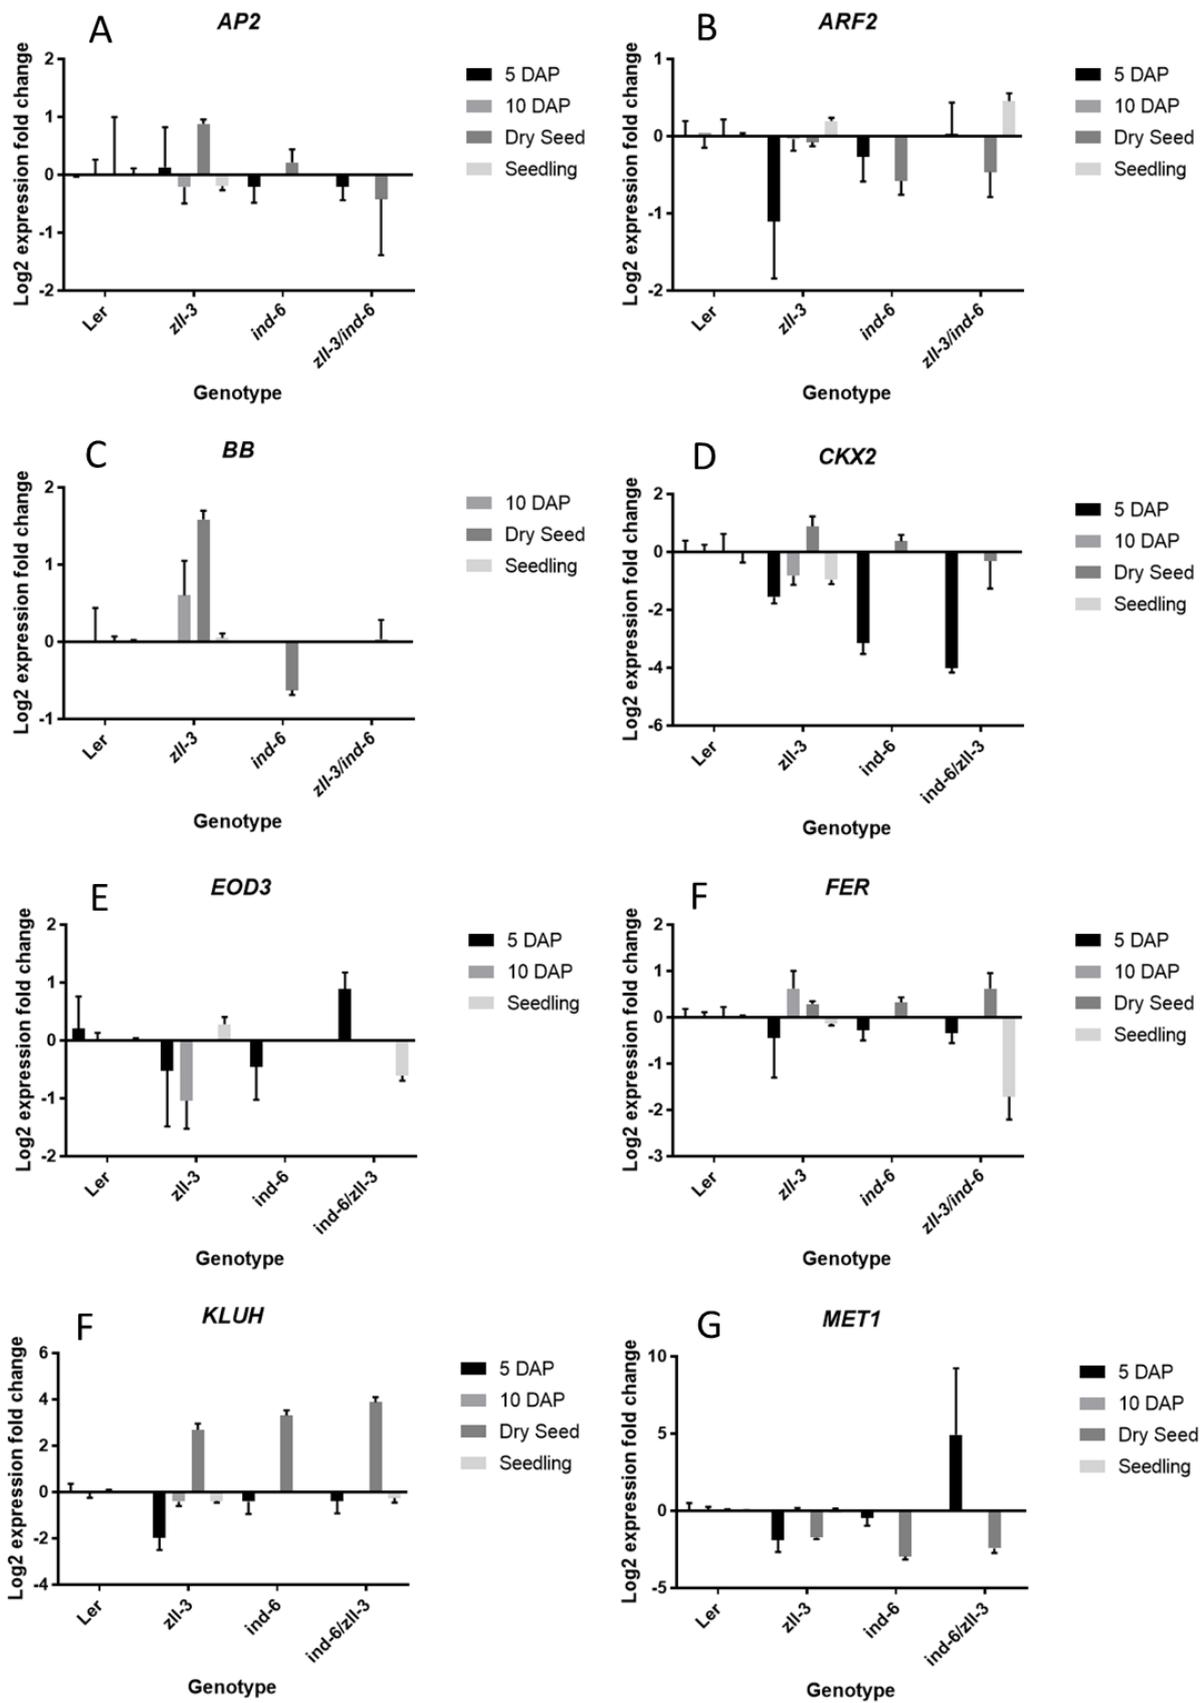 A
AP2
Log2 expression fold change
2
1
0
-1
-2
Ler
zll-3
ind-6
zll-3/ind-6
Genotype
5 DAP
10 DAP
Dry Seed
Seedling
B
ARF2
Log2 expression fold change
1
0
-1
-2
Ler
zll-3
ind-6
zll-3/ind-6
Genotype
5 DAP
10 DAP
Dry Seed
Seedling
C
BB
Log2 expression fold change
2
1
0
-1
Ler
zll-3
ind-6
zll-3/ind-6
Genotype
10 DAP
Dry Seed
Seedling
D
CKX2
Log2 expression fold change
2
0
-2
-4
-6
Ler
zll-3
ind-6
ind-6/zll-3
Genotype
5 DAP
10 DAP
Dry Seed
Seedling
E
EOD3
Log2 expression fold change
2
1
0
-1
-2
Ler
zll-3
ind-6
ind-6/zll-3
Genotype
5 DAP
10 DAP
Seedling
F
FER
Log2 expression fold change
2
1
0
-1
-2
-3
Ler
zll-3
ind-6
zll-3/ind-6
Genotype
5 DAP
10 DAP
Dry Seed
Seedling
F
KLUH
Log2 expression fold change
6
4
2
0
-2
-4
Ler
zll-3
ind-6
ind-6/zll-3
Genotype
5 DAP
10 DAP
Dry Seed
Seedling
G
MET1
Log2 expression fold change
10
5
0
-5
Ler
zll-3
ind-6
ind-6/zll-3
Genotype
5 DAP
10 DAP
Dry Seed
Seedling